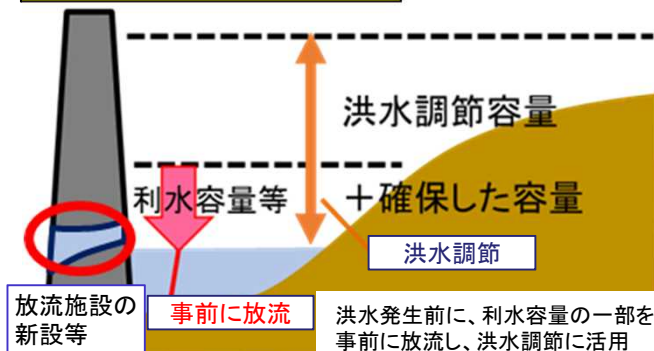 洪水調節容量
利水容量等
＋確保した容量
洪水調節
放流施設の
新設等
事前に放流
洪水発生前に、利水容量の一部を
事前に放流し、洪水調節に活用